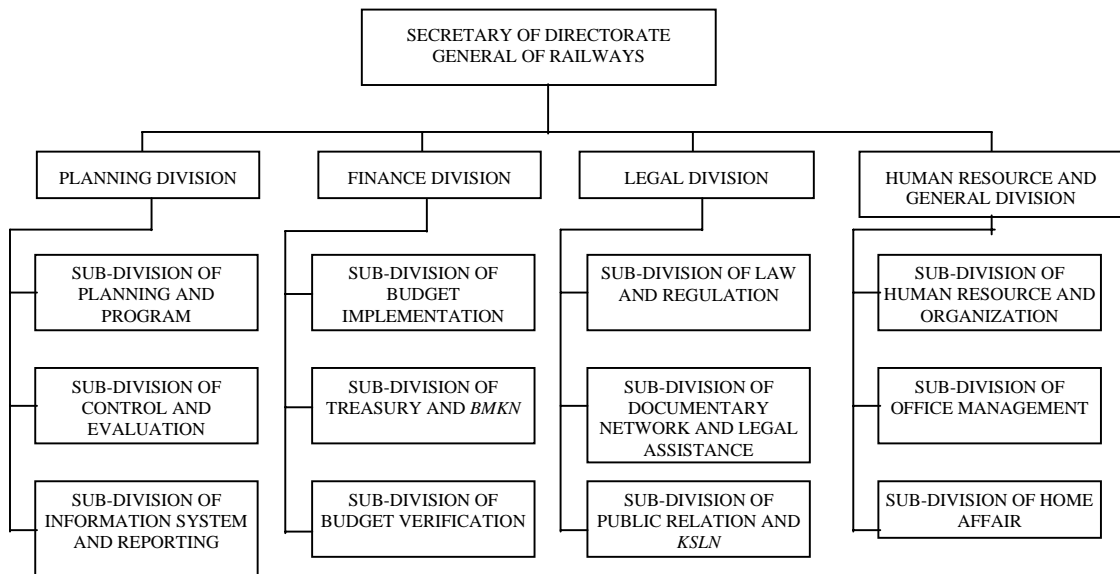 SECRETARY OF DIRECTORATE
GENERAL OF RAILWAYS
PLANNING DIVISION
FINANCE DIVISION
LEGAL DIVISION
HUMAN RESOURCE AND
GENERAL DIVISION
SUB-DIVISION OF
PLANNING AND
PROGRAM
SUB-DIVISION OF
BUDGET
IMPLEMENTATION
SUB-DIVISION OF LAW
AND REGULATION
SUB-DIVISION OF
HUMAN RESOURCE AND
ORGANIZATION
SUB-DIVISION OF
CONTROL AND
EVALUATION
SUB-DIVISION OF
TREASURY AND BMKN
SUB-DIVISION OF
DOCUMENTARY
NETWORK AND LEGAL
ASSISTANCE
SUB-DIVISION OF
OFFICE MANAGEMENT
SUB-DIVISION OF
INFORMATION SYSTEM
AND REPORTING
SUB-DIVISION OF
BUDGET VERIFICATION
SUB-DIVISION OF
PUBLIC RELATION AND
KSLN
SUB-DIVISION OF HOME
AFFAIR